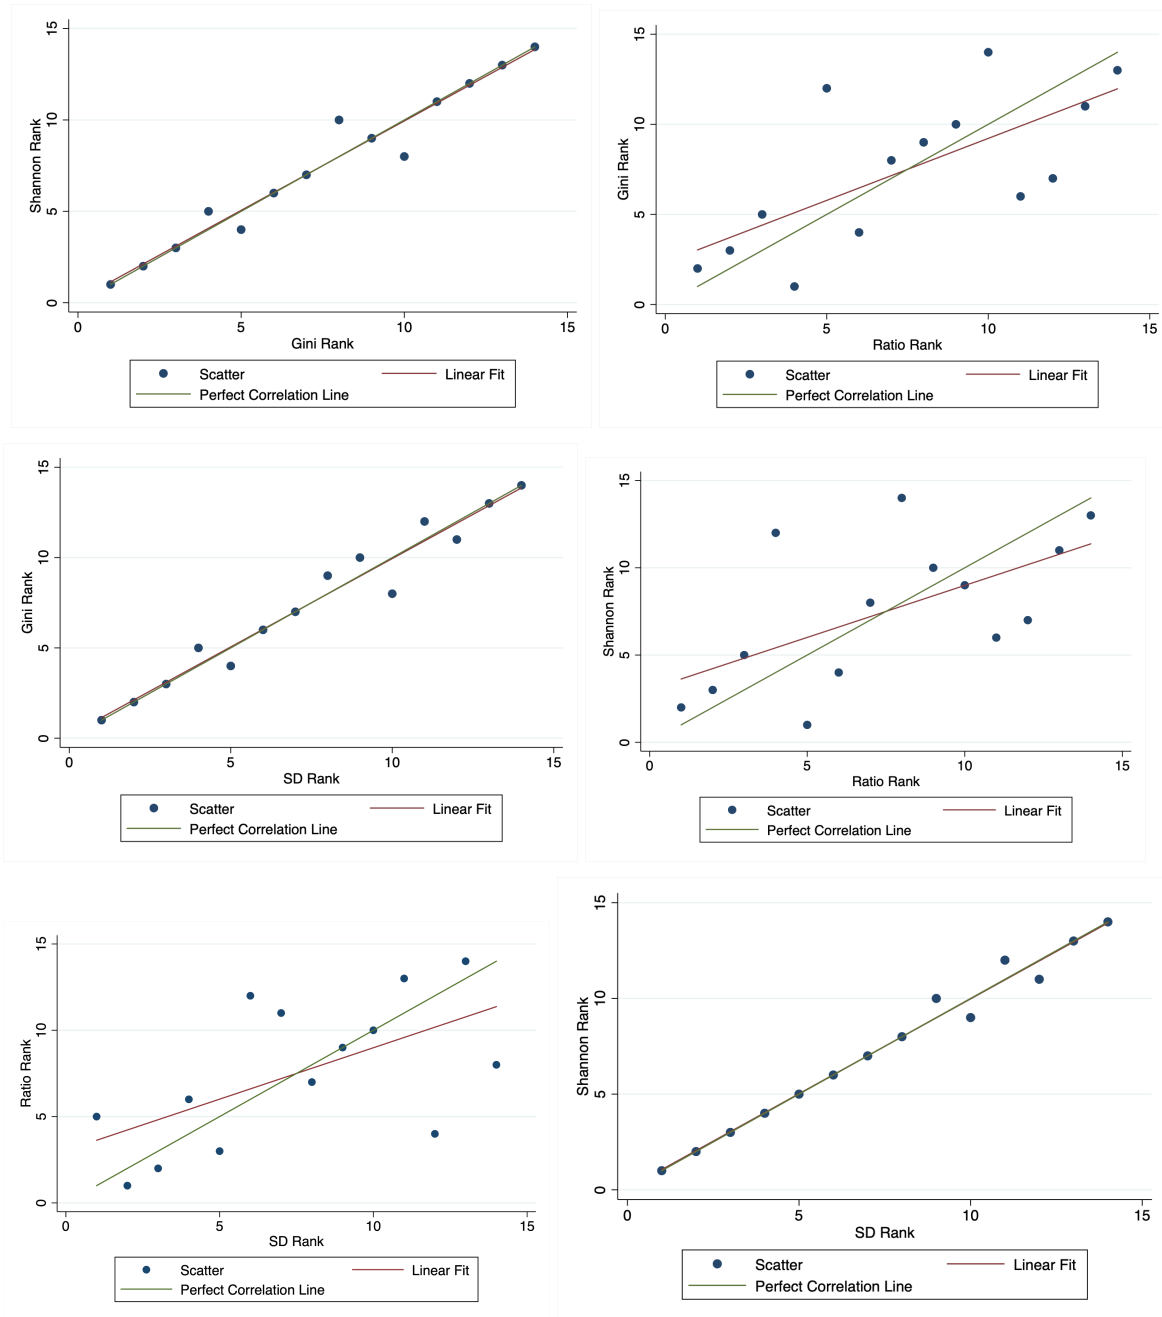 Shannon Rank
15
10
5
0
0 5 10 15
Gini Rank
Scatter Linear Fit
Perfect Correlation Line
Gini Rank
15
10
5
0
0 5 10 15
Ratio Rank
Scatter Linear Fit
Perfect Correlation Line
Gini Rank
15
10
5
0
0 5 10 15
SD Rank
Scatter Linear Fit
Perfect Correlation Line
Shannon Rank
15
10
5
0
0 5 10 15
Ratio Rank
Scatter Linear Fit
Perfect Correlation Line
Ratio Rank
15
10
5
0
0 5 10 15
SD Rank
Scatter Linear Fit
Perfect Correlation Line
Shannon Rank
15
10
5
0
0 5 10 15
SD Rank
Scatter Linear Fit
Perfect Correlation Line